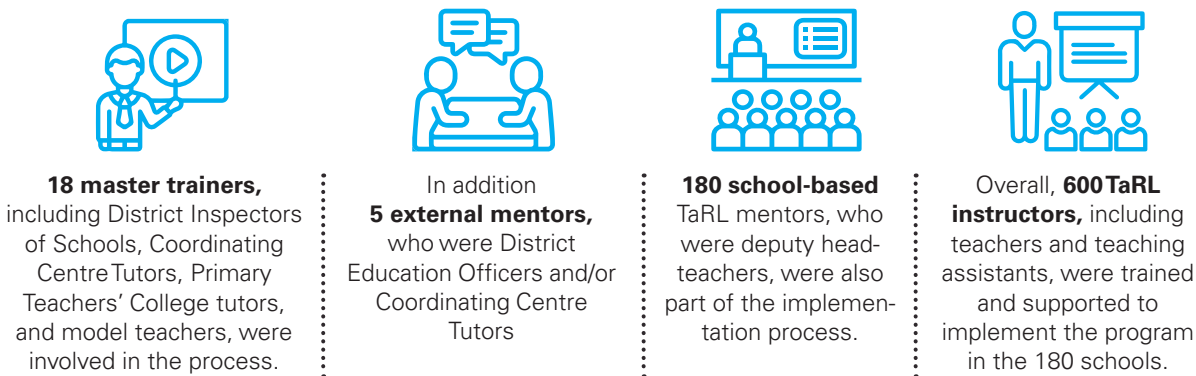 18 master trainers,
including District Inspectors
of Schools, Coordinating
Centre Tutors, Primary
Teachers' College tutors,
and model teachers, were
involved in the process.
In addition
5 external mentors,
who were District
Education Officers and/or
Coordinating Centre
Tutors
180 school-based
TaRL mentors, who
were deputy head-
teachers, were also
part of the implemen-
tation process.
Overall, 600 TaRL
instructors, including
teachers and teaching
assistants, were trained
and supported to
implement the program
in the 180 schools.